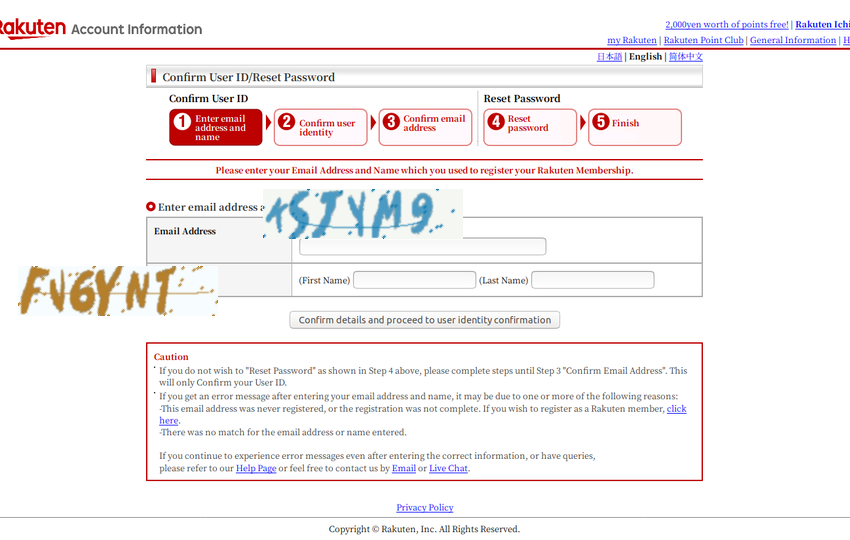 Rakuten Account Information
2,000yen worth of points free! | Rakuten Ichi
my Rakuten | Rakuten Point Club | General Information | H
日本語 | English | 简体中文
Confirm User ID/Reset Password
Confirm User ID
Reset Password
1 Enter email
address and
name
2 Confirm user
identity
3 Confirm email
address
4 Reset
password
5 Finish
Please enter your Email Address and Name which you used to register your Rakuten Membership.
Enter email address a
Email Address
(First Name) (Last Name)
Confirm details and proceed to user identity confirmation
Caution
If you do not wish to "Reset Password" as shown in Step 4 above, please complete steps until Step 3 "Confirm Email Address". This
will only Confirm your User ID.
If you get an error message after entering your email address and name, it may be due to one or more of the following reasons:
-This email address was never registered, or the registration was not complete. If you wish to register as a Rakuten member, click
here.
-There was no match for the email address or name entered.
If you continue to experience error messages even after entering the correct information, or have queries,
please refer to our Help Page or feel free to contact us by Email or Live Chat.
Privacy Policy
Copyright © Rakuten, Inc. All Rights Reserved.